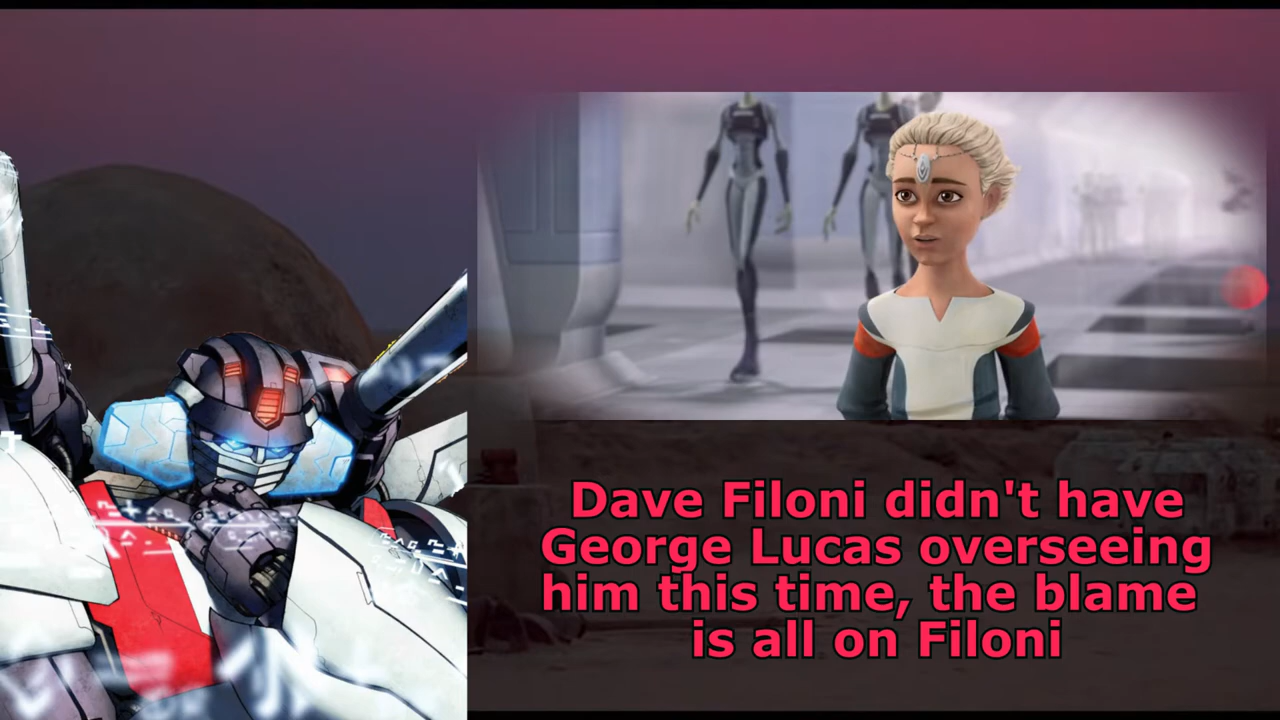 Dave Filoni didn't have
George Lucas overseeing
him this time, the blame
is all on Filoni